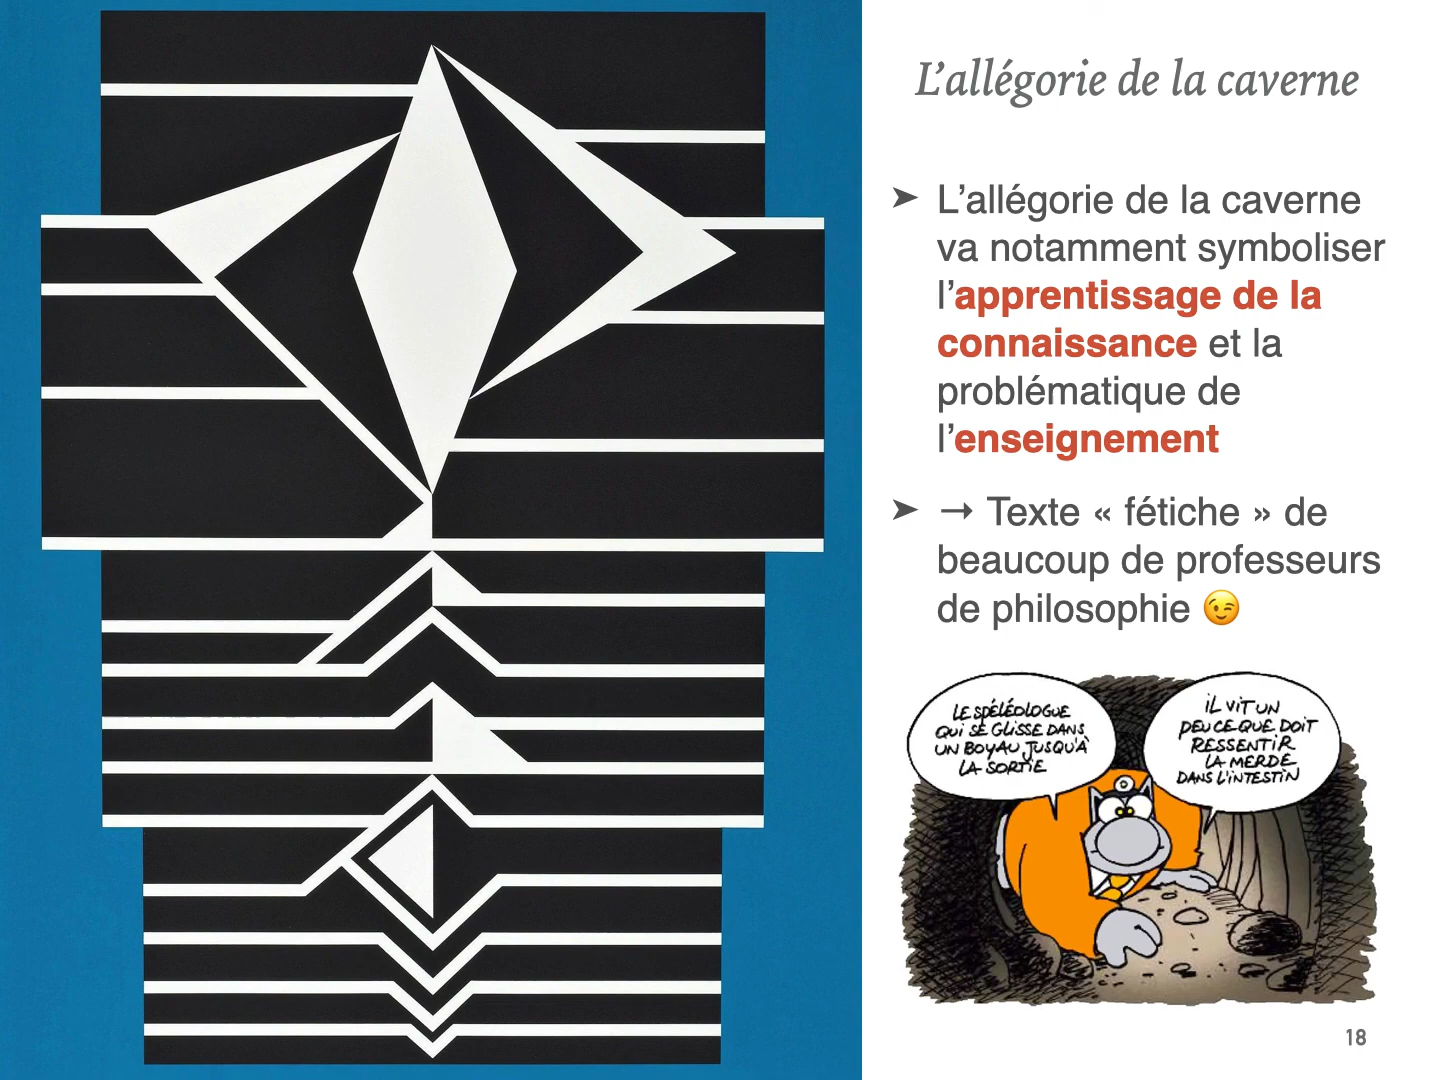 L’allégorie de la caverne
➤ L’allégorie de la caverne
va notamment symboliser
l’apprentissage de la
connaissance et la
problématique de
l’enseignement
➤ → Texte « fétiche » de
beaucoup de professeurs
de philosophie 😉
LE SPÉLÉOLOGUE
QUI SE GLISSE DANS
UN BOYAU JUSQU'À
LA SORTIE
IL VIT UN
PEU CE QUE DOIT
RESSENTIR
LA MERDE
DANS L'INTESTIN
18